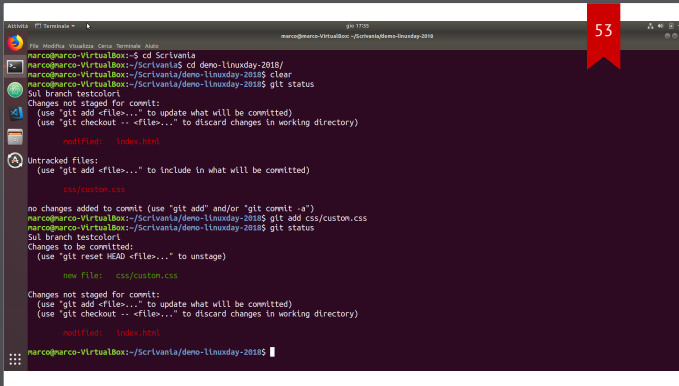 53
Attività Terminale gio 17:35
marco@marco-VirtualBox: ~/Scrivania/demo-linuxday-2018
File Modifica Visualizza Cerca Terminale Aiuto
marco@marco-VirtualBox:~$ cd Scrivania
marco@marco-VirtualBox:~/Scrivania$ cd demo-linuxday-2018/
marco@marco-VirtualBox:~/Scrivania/demo-linuxday-2018$ clear
marco@marco-VirtualBox:~/Scrivania/demo-linuxday-2018$ git status
Sul branch testcolori
Changes not staged for commit:
(use "git add <file>..." to update what will be committed)
(use "git checkout -- <file>..." to discard changes in working directory)
modified: index.html
Untracked files:
(use "git add <file>..." to include in what will be committed)
css/custom.css
no changes added to commit (use "git add" and/or "git commit -a")
marco@marco-VirtualBox:~/Scrivania/demo-linuxday-2018$ git add css/custom.css
marco@marco-VirtualBox:~/Scrivania/demo-linuxday-2018$ git status
Sul branch testcolori
Changes to be committed:
(use "git reset HEAD <file>..." to unstage)
new file: css/custom.css
Changes not staged for commit:
(use "git add <file>..." to update what will be committed)
(use "git checkout -- <file>..." to discard changes in working directory)
modified: index.html
marco@marco-VirtualBox:~/Scrivania/demo-linuxday-2018$